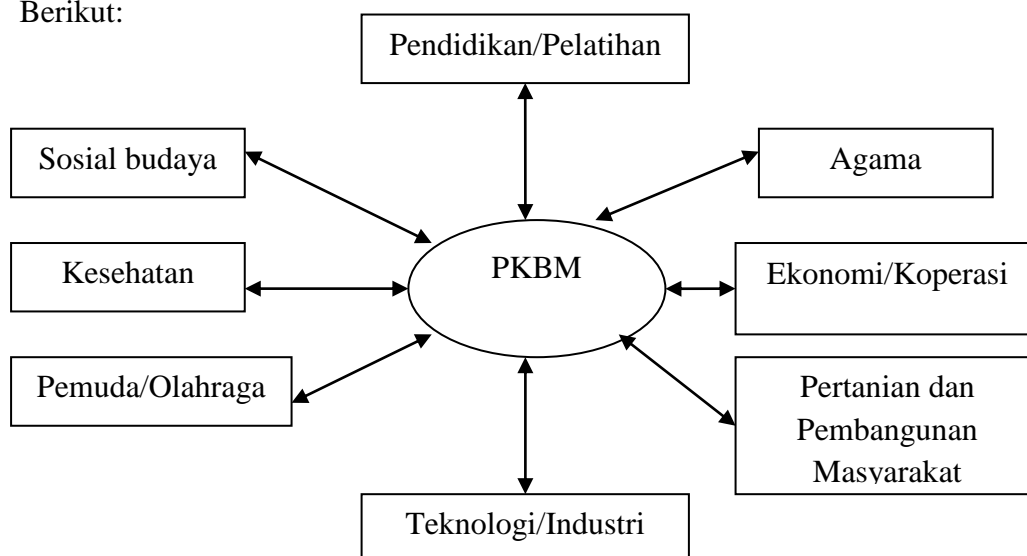 Berikut:
Pendidikan/Pelatihan
Sosial budaya
Agama
Kesehatan
PKBM
Ekonomi/Koperasi
Pemuda/Olahraga
Pertanian dan
Pembangunan
Masyarakat
Teknologi/Industri